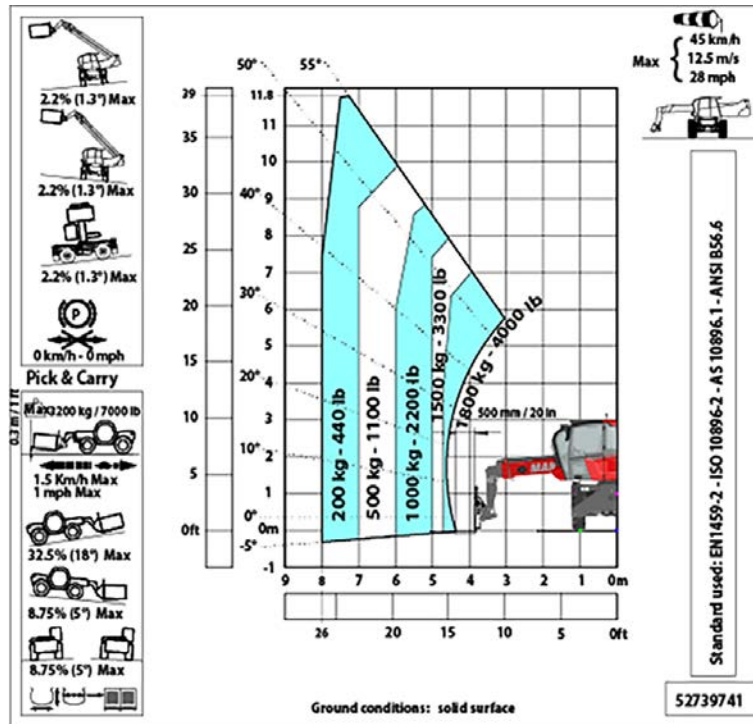 2.2% (1.3°) Max
2.2% (1.3°) Max
2.2% (1.3°) Max
P
0 km/h - 0 mph
Pick & Carry
0.3 m / 1 ft
Max 3200 kg / 7000 lb
1.5 Km/h Max
1 mph Max
32.5% (18°) Max
8.75% (5°) Max
8.75% (5°) Max
39
35
30
25
20
15
10
5
0ft
11.8
11
10
9
8
7
6
5
4
3
2
1
0m
-1
55°
50°
40°
30°
20°
10°
0°
-5°
200 kg - 440 lb
500 kg - 1100 lb
1000 kg - 2200 lb
1500 kg - 3300 lb
1800 kg - 4000 lb
500 mm / 20 in
MAN
9 8 7 6 5 4 3 2 1 0m
26 20 15 10 5 0ft
Ground conditions: solid surface
Max
45 km/h
12.5 m/s
28 mph
Standard used: EN1459-2 - ISO 10896-2 - AS 10896.1 - ANSI B56.6
52739741